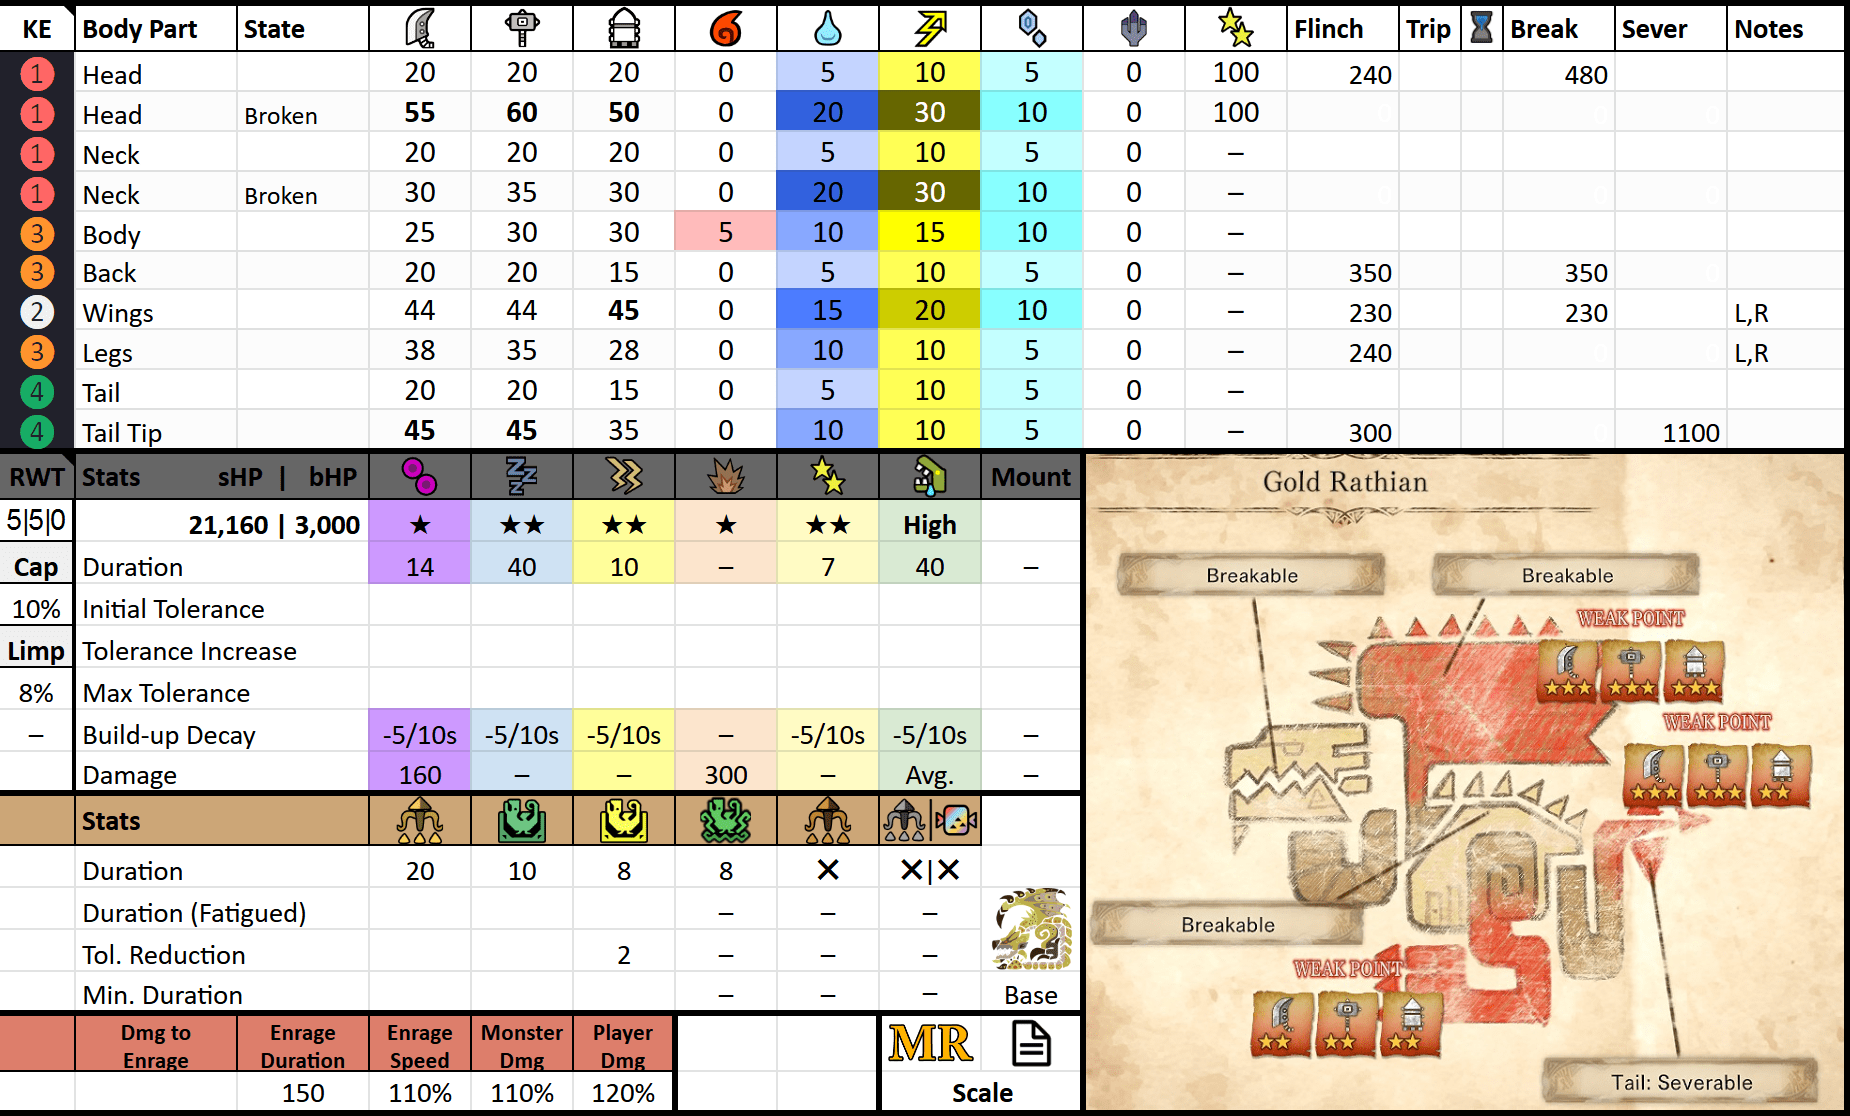 KE Body Part State Flinch Trip Break Sever Notes
1 Head 20 20 20 0 5 10 5 0 100 240 480
1 Head Broken 55 60 50 0 20 30 10 0 100
1 Neck 20 20 20 0 5 10 5 0 –
1 Neck Broken 30 35 30 0 20 30 10 0 –
3 Body 25 30 30 5 10 15 10 0 –
3 Back 20 20 15 0 5 10 5 0 – 350 350
2 Wings 44 44 45 0 15 20 10 0 – 230 230 L,R
3 Legs 38 35 28 0 10 10 5 0 – 240 L,R
4 Tail 20 20 15 0 5 10 5 0 –
4 Tail Tip 45 45 35 0 10 10 5 0 – 300 1100
RWT Stats sHP | bHP Mount
5|5|0 21,160 | 3,000 ★ ★★ ★★ ★ ★★ High
Cap Duration 14 40 10 – 7 40 –
10% Initial Tolerance
Limp Tolerance Increase
8% Max Tolerance
– Build-up Decay -5/10s -5/10s -5/10s – -5/10s -5/10s –
Damage 160 – – 300 – Avg. –
Stats
Duration 20 10 8 8 ✕ ✕|✕
Duration (Fatigued) – – –
Tol. Reduction 2 – – –
Min. Duration – – – Base
Dmg to Enrage Enrage Duration Enrage Speed Monster Dmg Player Dmg MR
150 110% 110% 120% Scale
Gold Rathian
Breakable
Breakable
WEAK POINT
★★★ ★★★ ★★★
WEAK POINT
★★★ ★★★ ★★
Breakable
WEAK POINT
★★ ★★ ★★
Tail: Severable